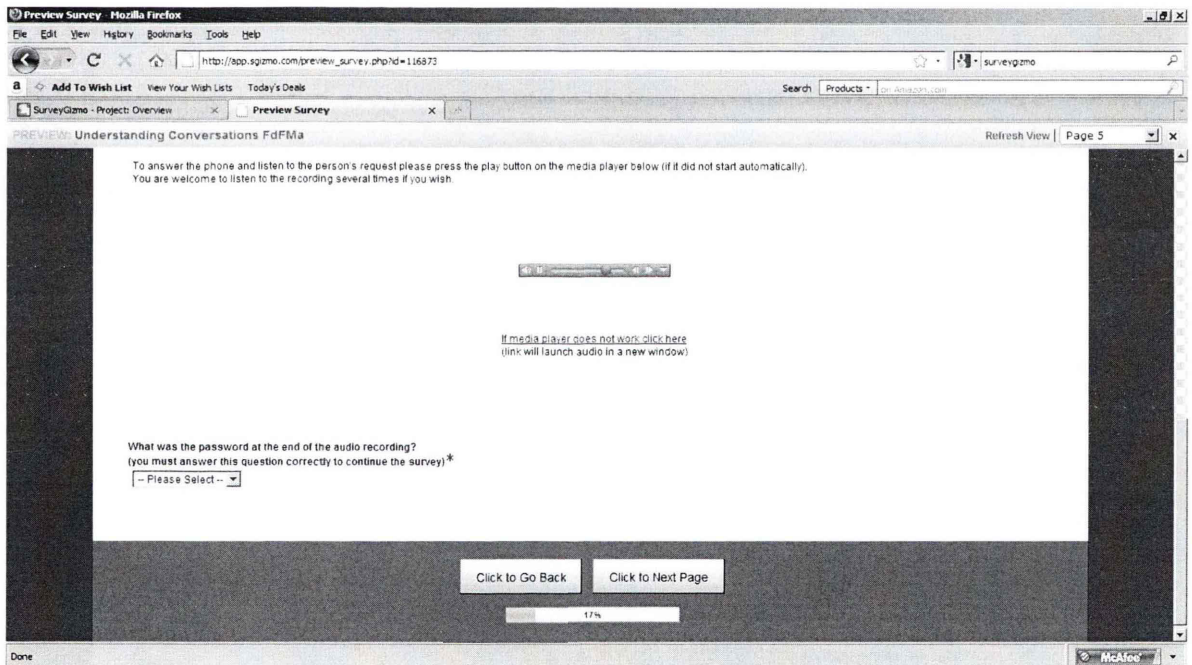 Preview Survey - Mozilla Firefox
File Edit View History Bookmarks Tools Help
http://app.sgizmo.com/preview_survey.php?id=116873
surveygizmo
a Add To Wish List View Your Wish Lists Today's Deals Search Products on Amazon.com
SurveyGizmo - Project: Overview Preview Survey
PREVIEW: Understanding Conversations FdFMa Refresh View | Page 5
To answer the phone and listen to the person's request please press the play button on the media player below (if it did not start automatically).
You are welcome to listen to the recording several times if you wish.
If media player does not work click here
(link will launch audio in a new window)
What was the password at the end of the audio recording?
(you must answer this question correctly to continue the survey)*
-- Please Select --
Click to Go Back Click to Next Page
17%
Done McAfee